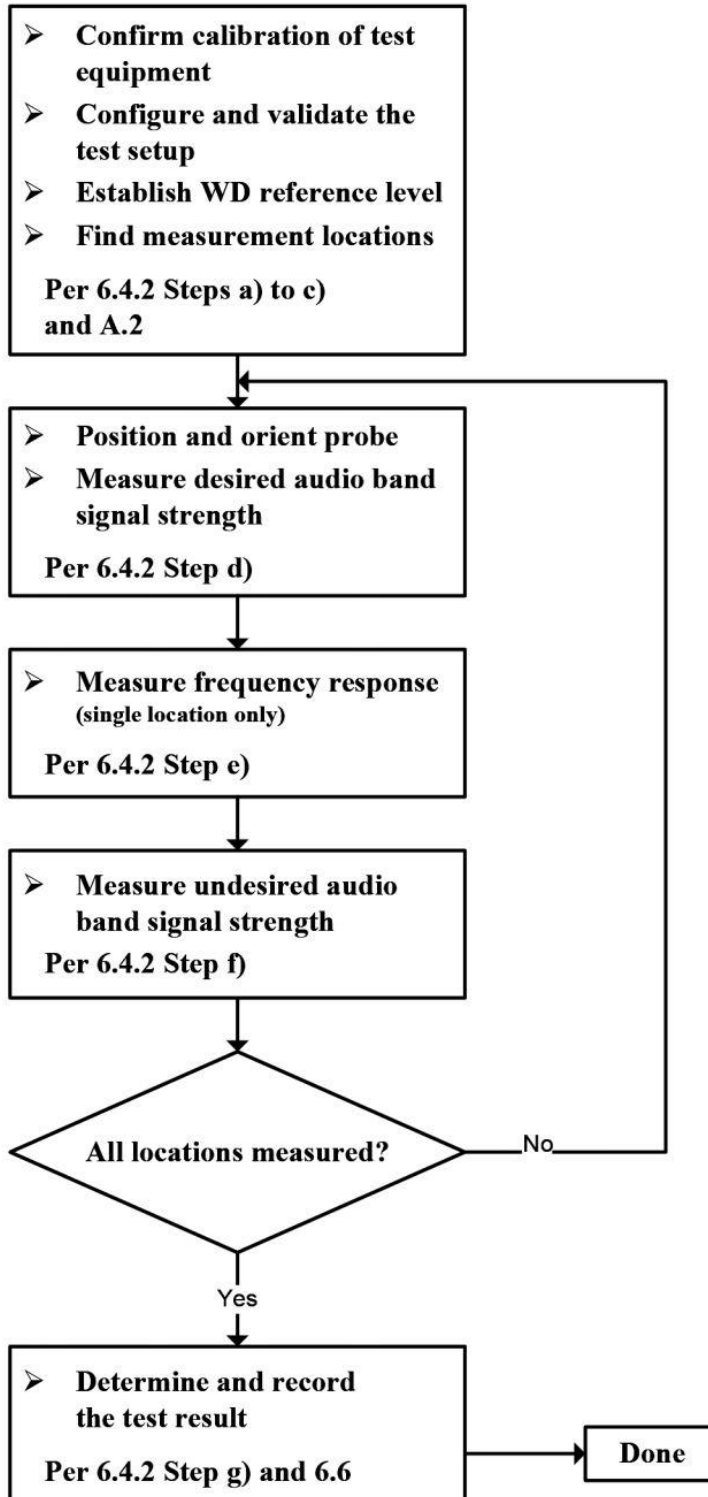 ➢ Confirm calibration of test
equipment
➢ Configure and validate the
test setup
➢ Establish WD reference level
➢ Find measurement locations
Per 6.4.2 Steps a) to c)
and A.2
➢ Position and orient probe
➢ Measure desired audio band
signal strength
Per 6.4.2 Step d)
➢ Measure frequency response
(single location only)
Per 6.4.2 Step e)
➢ Measure undesired audio
band signal strength
Per 6.4.2 Step f)
All locations measured?
No
Yes
➢ Determine and record
the test result
Per 6.4.2 Step g) and 6.6
Done